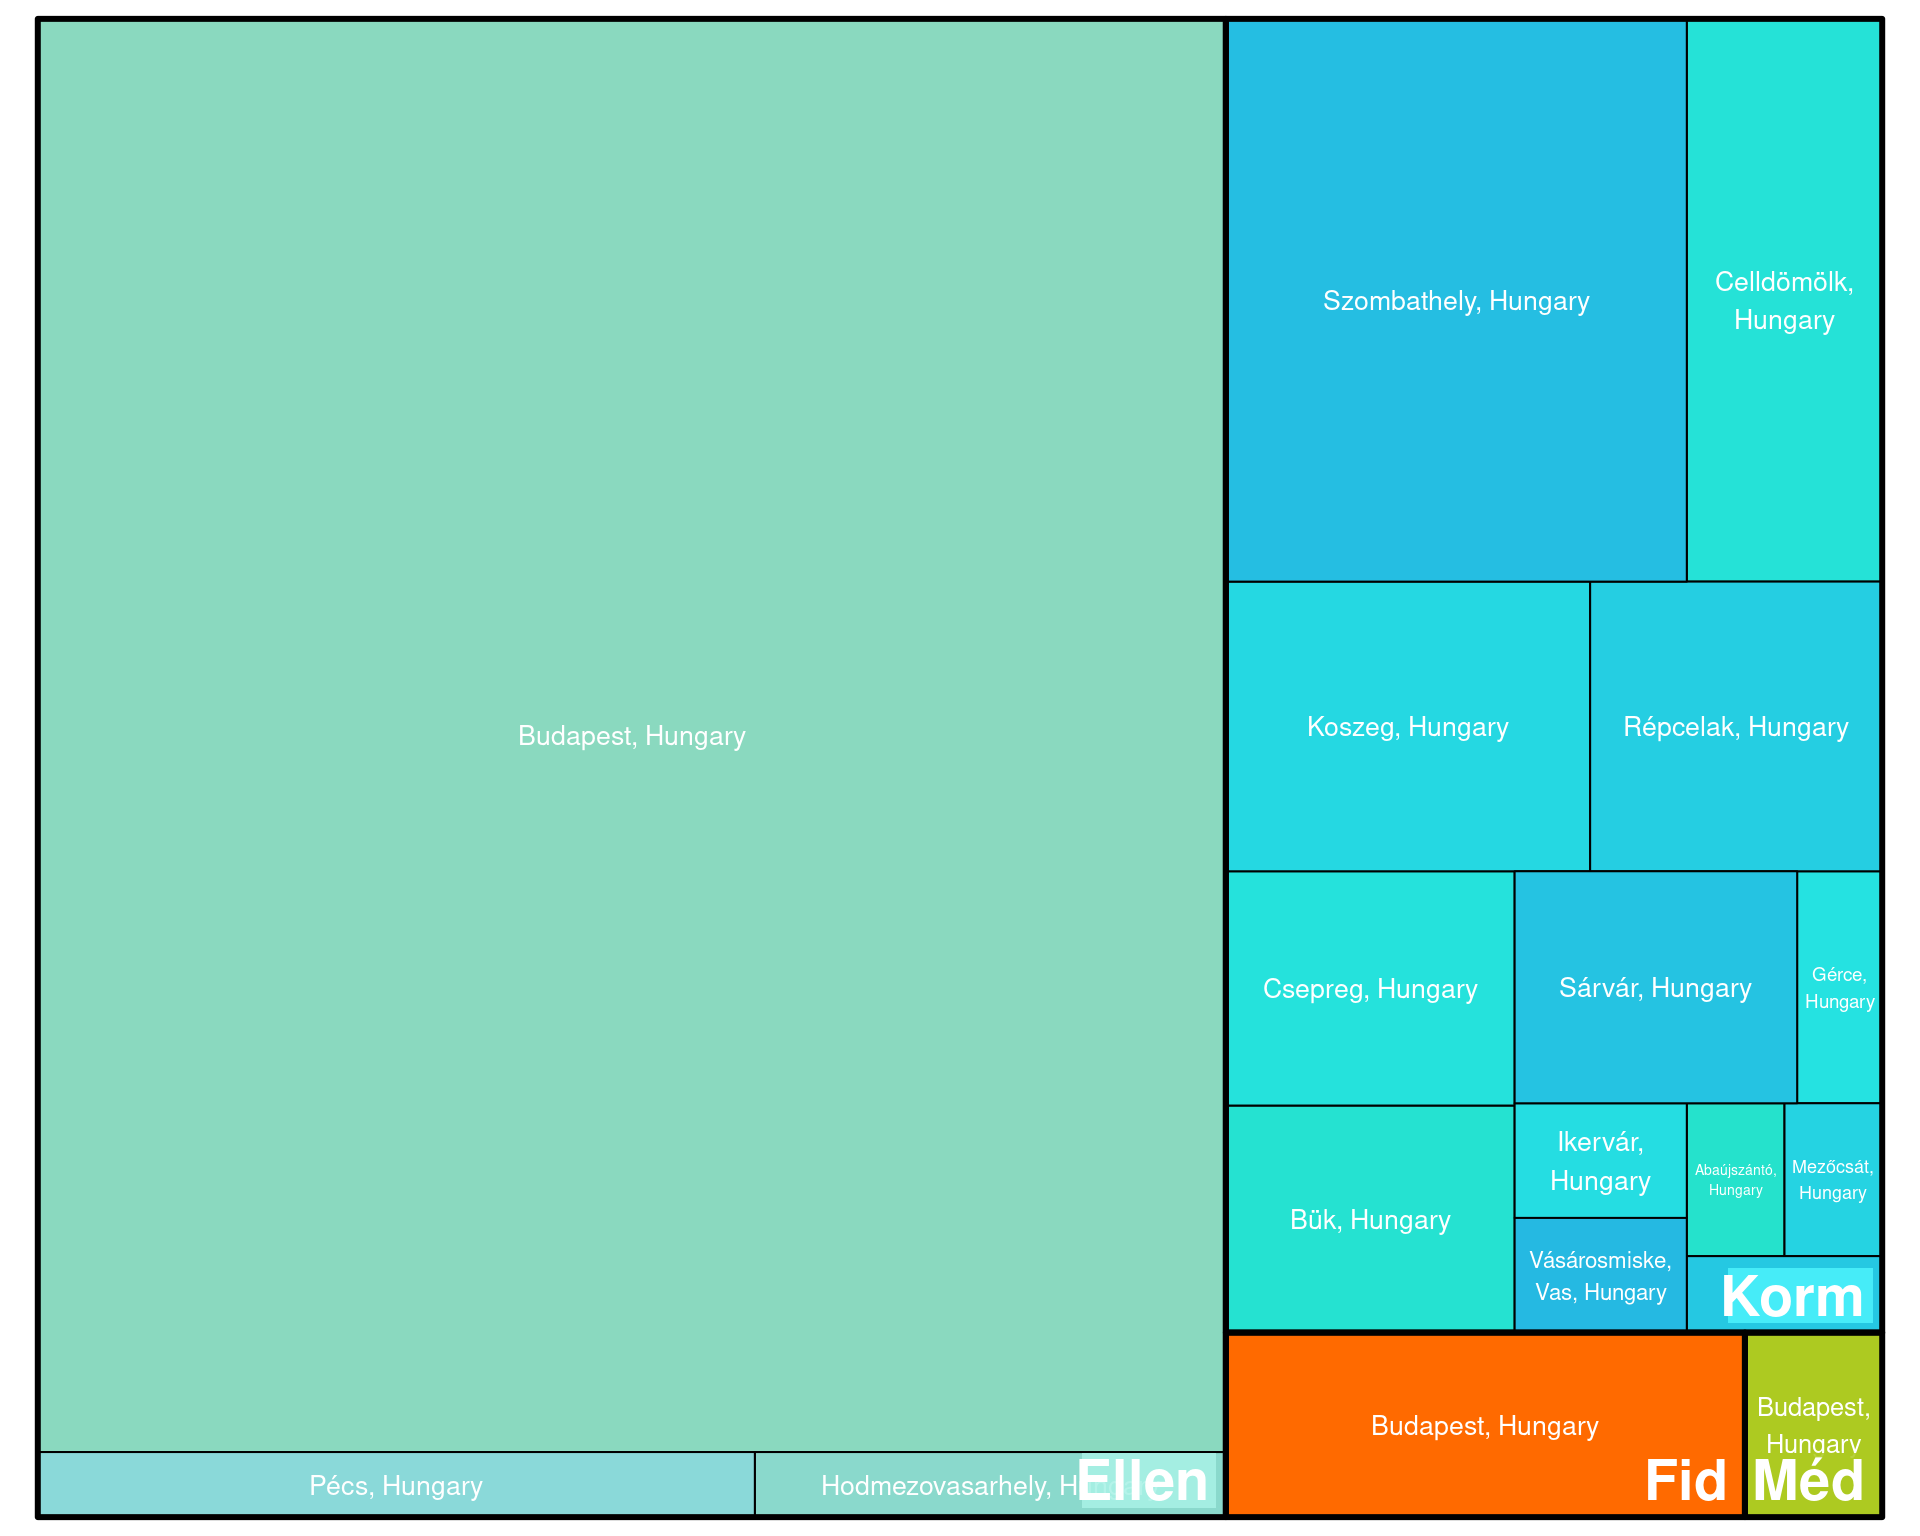 Budapest, Hungary
Pécs, Hungary
Hodmezovasarhely, Hungary
Ellen
Szombathely, Hungary
Celldömölk,
Hungary
Koszeg, Hungary
Répcelak, Hungary
Csepreg, Hungary
Sárvár, Hungary
Gérce,
Hungary
Bük, Hungary
Ikervár,
Hungary
Abaújszántó,
Hungary
Mezőcsát,
Hungary
Vásárosmiske,
Vas, Hungary
Korm
Budapest, Hungary
Fid
Budapest,
Hungary
Méd